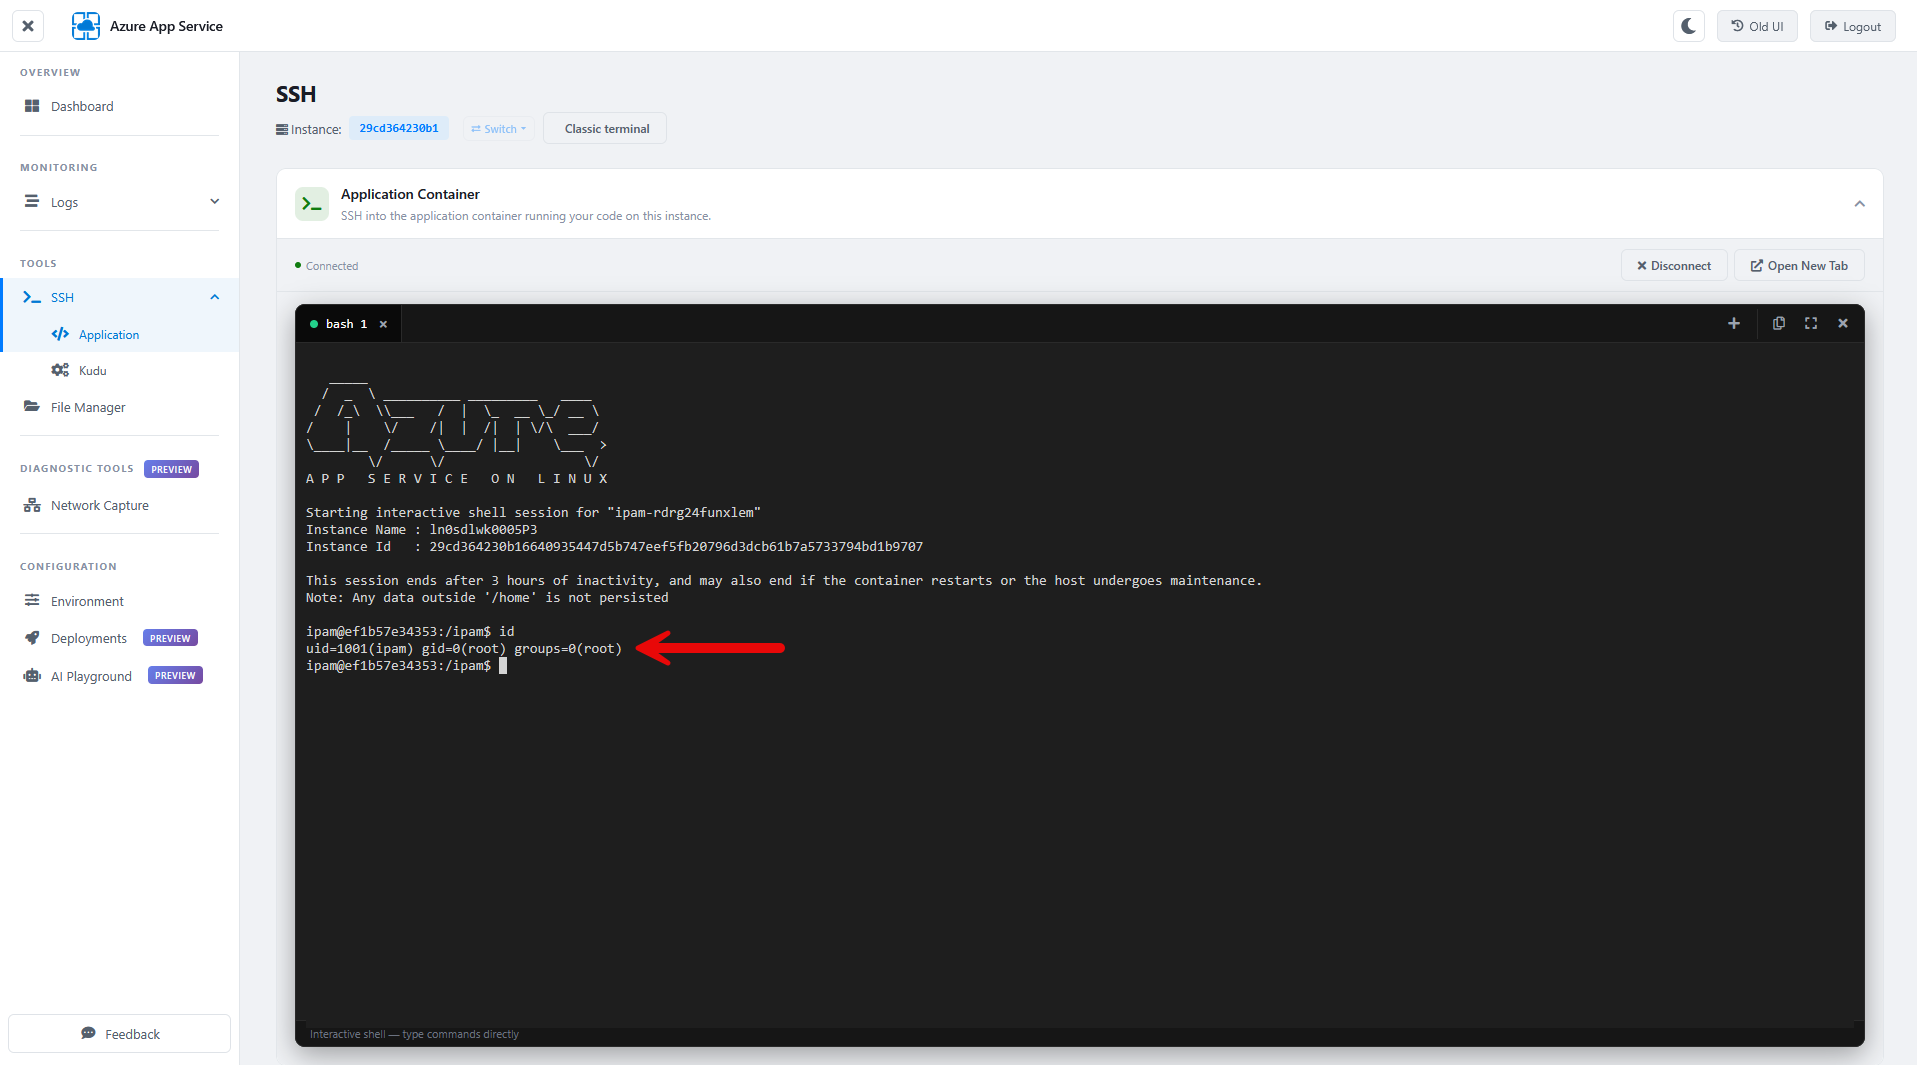 Azure App Service
Old UI
Logout
OVERVIEW
Dashboard
MONITORING
Logs
TOOLS
SSH
Application
Kudu
File Manager
DIAGNOSTIC TOOLS PREVIEW
Network Capture
CONFIGURATION
Environment
Deployments PREVIEW
AI Playground PREVIEW
Feedback
SSH
Instance: 29cd364230b1 Switch Classic terminal
Application Container
SSH into the application container running your code on this instance.
Connected
Disconnect
Open New Tab
bash 1
Azure
A P P   S E R V I C E   O N   L I N U X
Starting interactive shell session for "ipam-rdrg24funxlem"
Instance Name : ln0sdlwk0005P3
Instance Id   : 29cd364230b16640935447d5b747eef5fb20796d3dcb61b7a5733794bd1b9707
This session ends after 3 hours of inactivity, and may also end if the container restarts or the host undergoes maintenance.
Note: Any data outside '/home' is not persisted
ipam@ef1b57e34353:/ipam$ id
uid=1001(ipam) gid=0(root) groups=0(root)
ipam@ef1b57e34353:/ipam$
Interactive shell — type commands directly